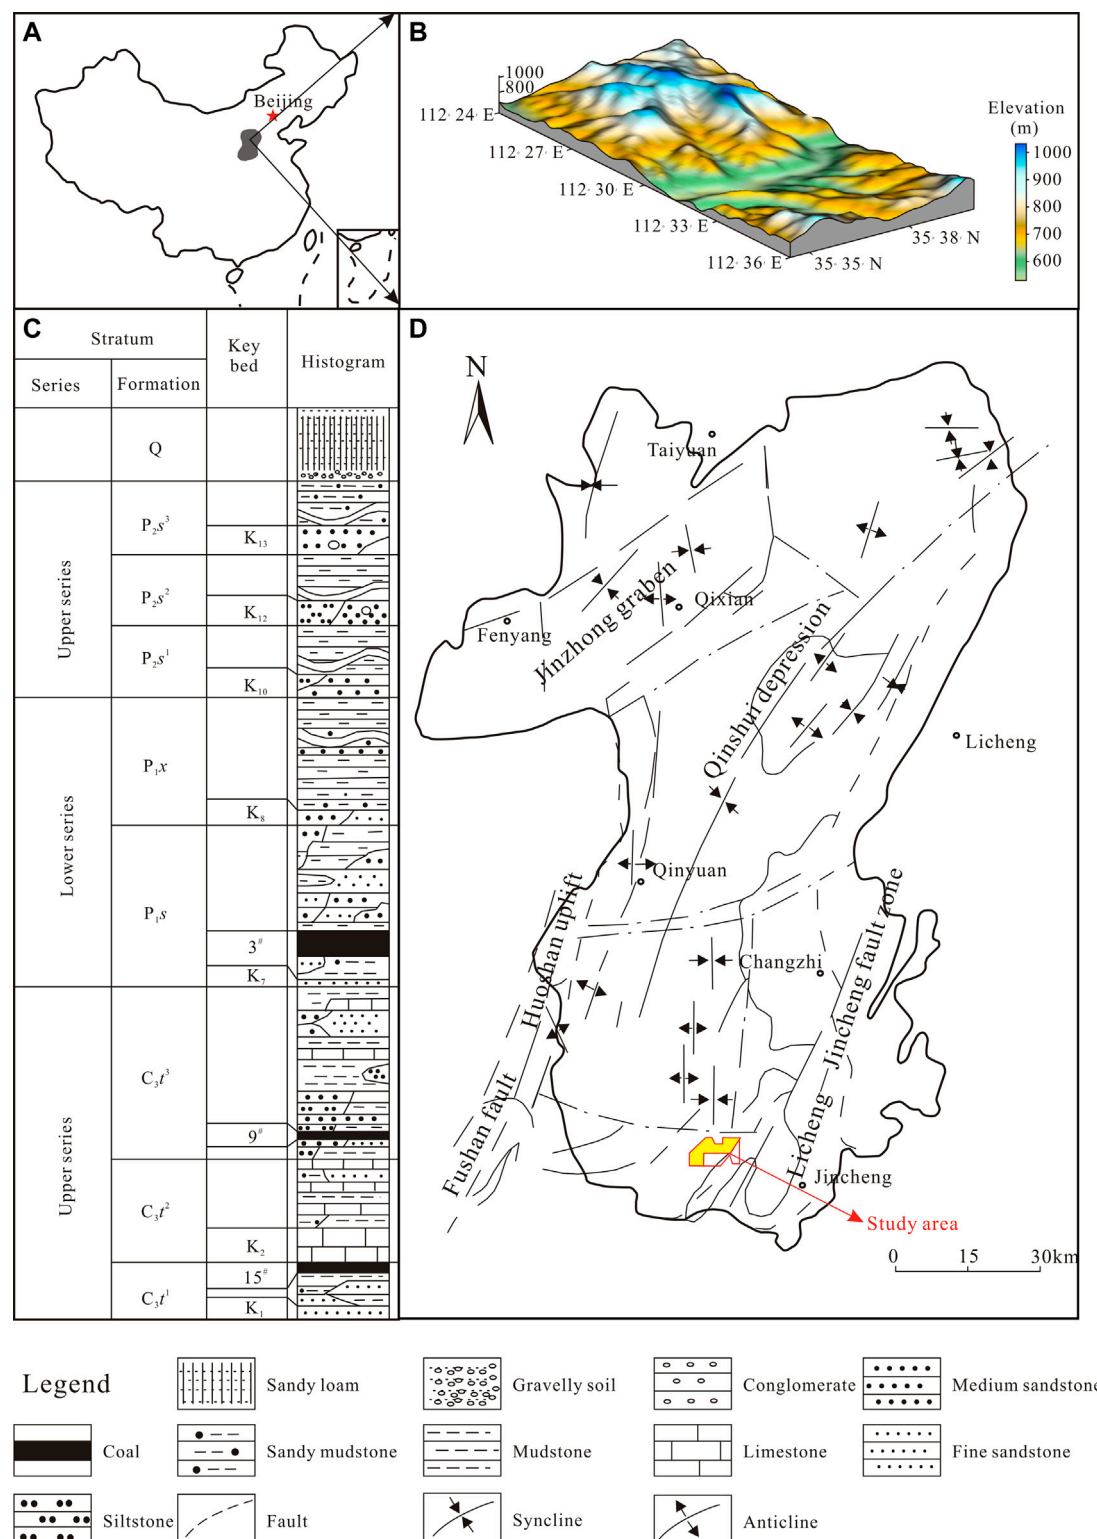 A
Beijing
B
1000
800
112· 24· E
112· 27· E
112· 30· E
112· 33· E
112· 36· E
35· 35· N
35· 38· N
Elevation
(m)
1000
900
800
700
600
C
Stratum
Key
bed
Histogram
Series
Formation
Q
P₂s³
K₁₃
P₂s²
K₁₂
P₂s¹
K₁₀
Upper series
P₁x
K₈
P₁s
3#
K₇
Lower series
C₃t³
9#
C₃t²
K₂
15#
C₃t¹
K₁
Upper series
D
N
Taiyuan
Jinzhong graben
Qixian
Fenyang
Qinshui depression
Licheng
Qinyuan
Huoshan uplift
Changzhi
Licheng Jincheng fault zone
Fushan fault
Jincheng
Study area
0 15 30km
Legend
Sandy loam
Gravelly soil
Conglomerate
Medium sandstone
Coal
Sandy mudstone
Mudstone
Limestone
Fine sandstone
Siltstone
Fault
Syncline
Anticline